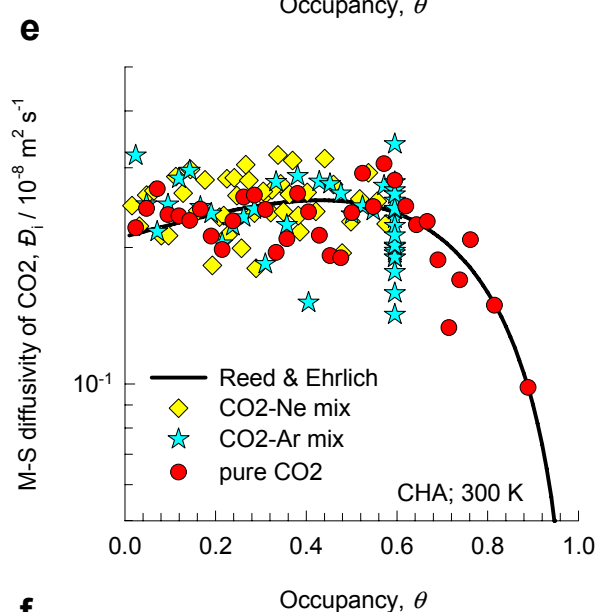 Occupancy, θ
e
M-S diffusivity of CO2, Đi / 10-8 m2 s-1
10-1
Reed & Ehrlich
CO2-Ne mix
CO2-Ar mix
pure CO2
CHA; 300 K
0.0 0.2 0.4 0.6 0.8 1.0
Occupancy, θ
f